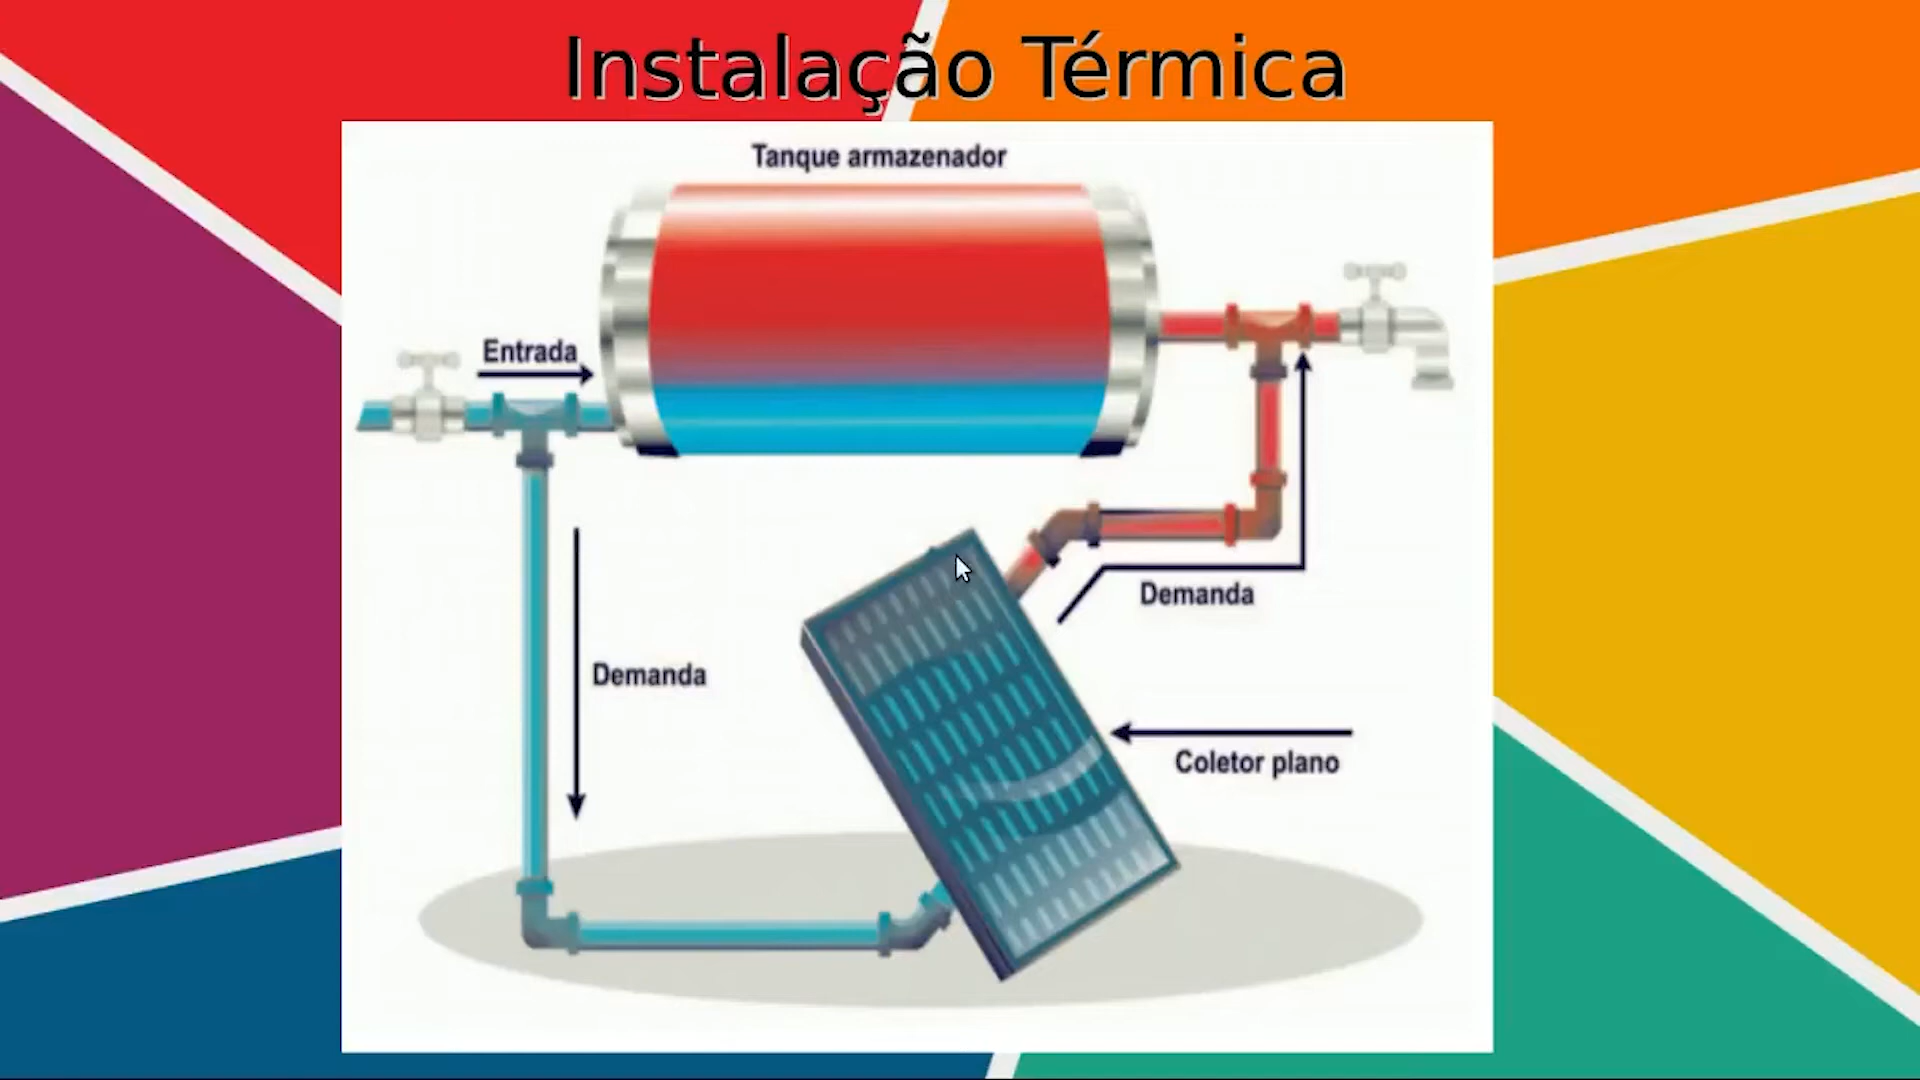 Instalação Térmica
Tanque armazenador
Entrada
Demanda
Demanda
Coletor plano